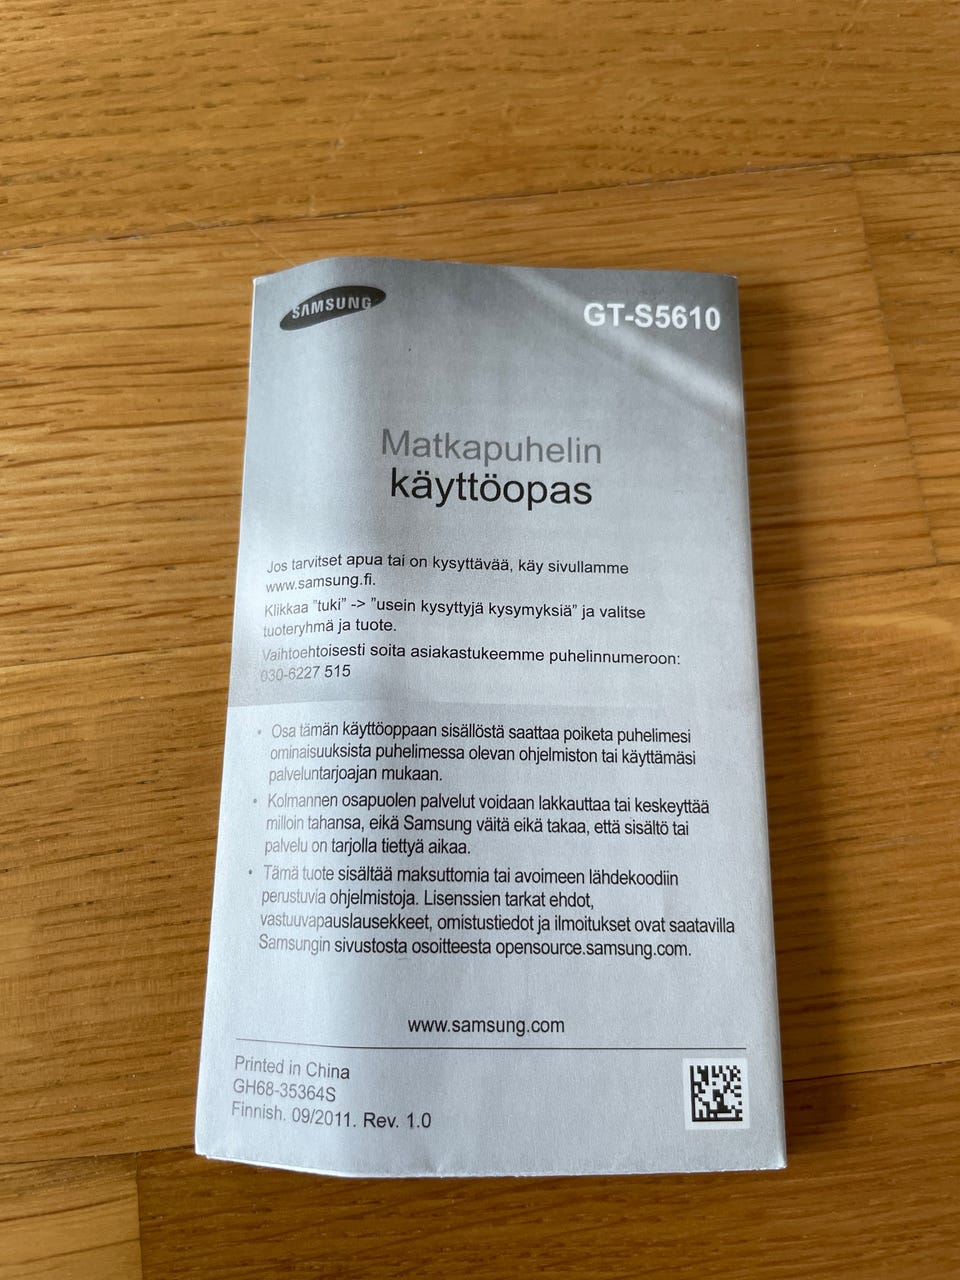 SAMSUNG
GT-S5610
Matkapuhelin
käyttöopas
Jos tarvitset apua tai on kysyttävää, käy sivullamme
www.samsung.fi.
Klikkaa ”tuki” -> ”usein kysyttyjä kysymyksiä” ja valitse
tuoteryhmä ja tuote.
Vaihtoehtoisesti soita asiakastukeemme puhelinnumeroon:
030-6227 515
• Osa tämän käyttöoppaan sisällöstä saattaa poiketa puhelimesi
ominaisuuksista puhelimessa olevan ohjelmiston tai käyttämäsi
palveluntarjoajan mukaan.
• Kolmannen osapuolen palvelut voidaan lakkauttaa tai keskeyttää
milloin tahansa, eikä Samsung väitä eikä takaa, että sisältö tai
palvelu on tarjolla tiettyä aikaa.
• Tämä tuote sisältää maksuttomia tai avoimeen lähdekoodiin
perustuvia ohjelmistoja. Lisenssien tarkat ehdot,
vastuuvapauslausekkeet, omistustiedot ja ilmoitukset ovat saatavilla
Samsungin sivustosta osoitteesta opensource.samsung.com.
www.samsung.com
Printed in China
GH68-35364S
Finnish. 09/2011. Rev. 1.0